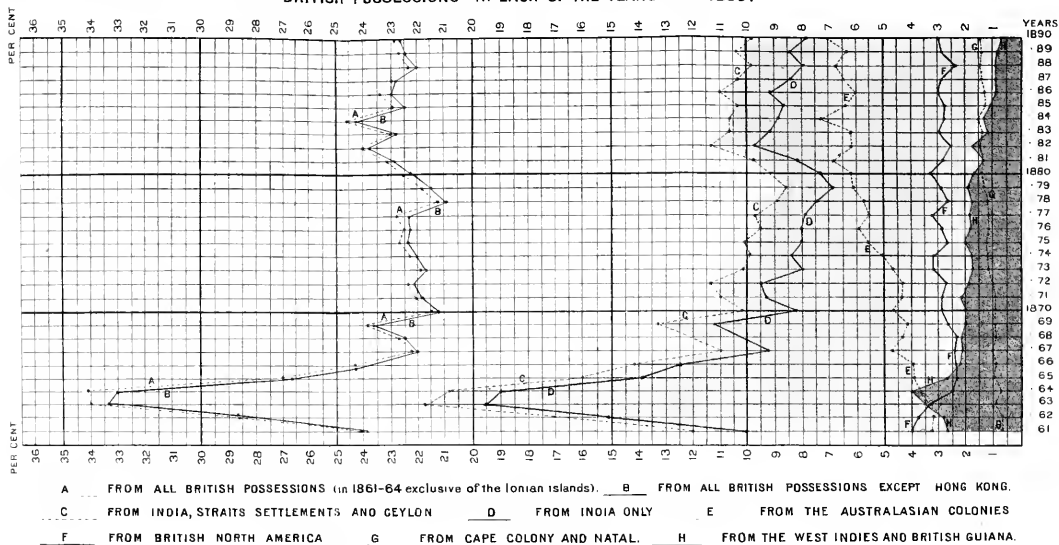 BRITISH POSSESSIONS IN EACH OF THE YEARS
PER CENT 36 35 34 33 32 31 30 29 28 27 26 25 24 23 22 21 20 19 18 17 16 15 14 13 12 11 10 9 8 7 6 5 4 3 2 1 YEARS
1890
G H
.89
C F
.88
D
.87
E
.86
.85
A B
.84
.83
.82
.81
1880
.79
G
.78
A B C F
.77
D H
.76
E
.75
.74
.73
.72
.71
1870
A C
.69
B D
.68
.67
F
.66
A C H
.65
.64
B D
.63
.62
F H G
61
PER CENT 36 35 34 33 32 31 30 29 28 27 26 25 24 23 22 21 20 19 18 17 16 15 14 13 12 11 10 9 8 7 6 5 4 3 2 1
A FROM ALL BRITISH POSSESSIONS (in 1861-64 exclusive of the Ionian islands). B FROM ALL BRITISH POSSESSIONS EXCEPT HONG KONG.
C FROM INDIA, STRAITS SETTLEMENTS AND CEYLON D FROM INDIA ONLY E FROM THE AUSTRALASIAN COLONIES
F FROM BRITISH NORTH AMERICA G FROM CAPE COLONY AND NATAL. H FROM THE WEST INDIES AND BRITISH GUIANA.